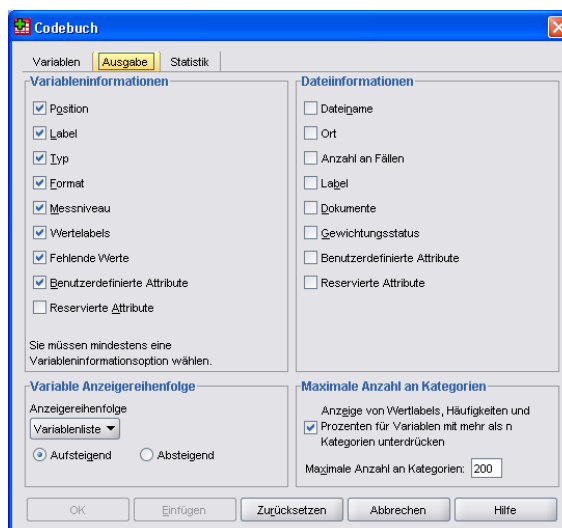 Codebuch
Variablen
Ausgabe
Statistik
Variableninformationen
Position
Label
Typ
Format
Messniveau
Wertelabels
Fehlende Werte
Benutzerdefinierte Attribute
Reservierte Attribute
Sie müssen mindestens eine
Variableninformationsoption wählen.
Dateiinformationen
Dateiname
Ort
Anzahl an Fällen
Label
Dokumente
Gewichtungsstatus
Benutzerdefinierte Attribute
Reservierte Attribute
Variable Anzeigereihenfolge
Anzeigereihenfolge
Variablenliste
Aufsteigend
Absteigend
Maximale Anzahl an Kategorien
Anzeige von Wertlabels, Häufigkeiten und
Prozenten für Variablen mit mehr als n
Kategorien unterdrücken
Maximale Anzahl an Kategorien: 200
OK
Einfügen
Zurücksetzen
Abbrechen
Hilfe